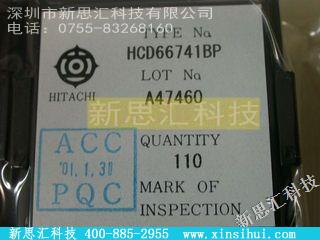 深圳市新思汇科技有限公司
电话：0755-83268160
TYPE No
HCD66741BP
LOT No
HITACHI
A47460
新思汇科技
ACC
'01.1,30
PQC
QUANTITY
110
MARK OF
INSPECTION
新思汇科技 400-885-2955 www.xinsihui.com